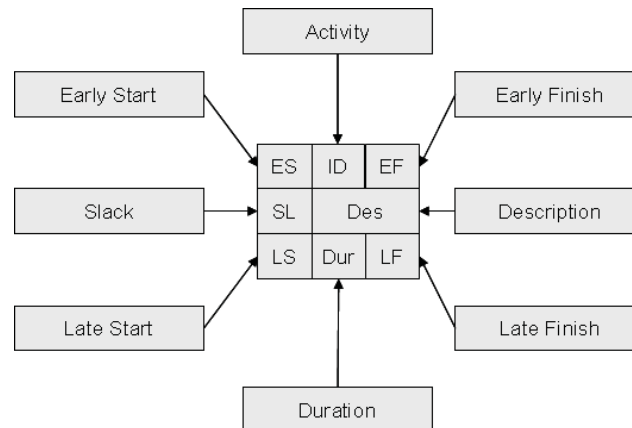 Activity
Early Start
Early Finish
ES ID EF
Slack
SL Des
Description
LS Dur LF
Late Start
Late Finish
Duration